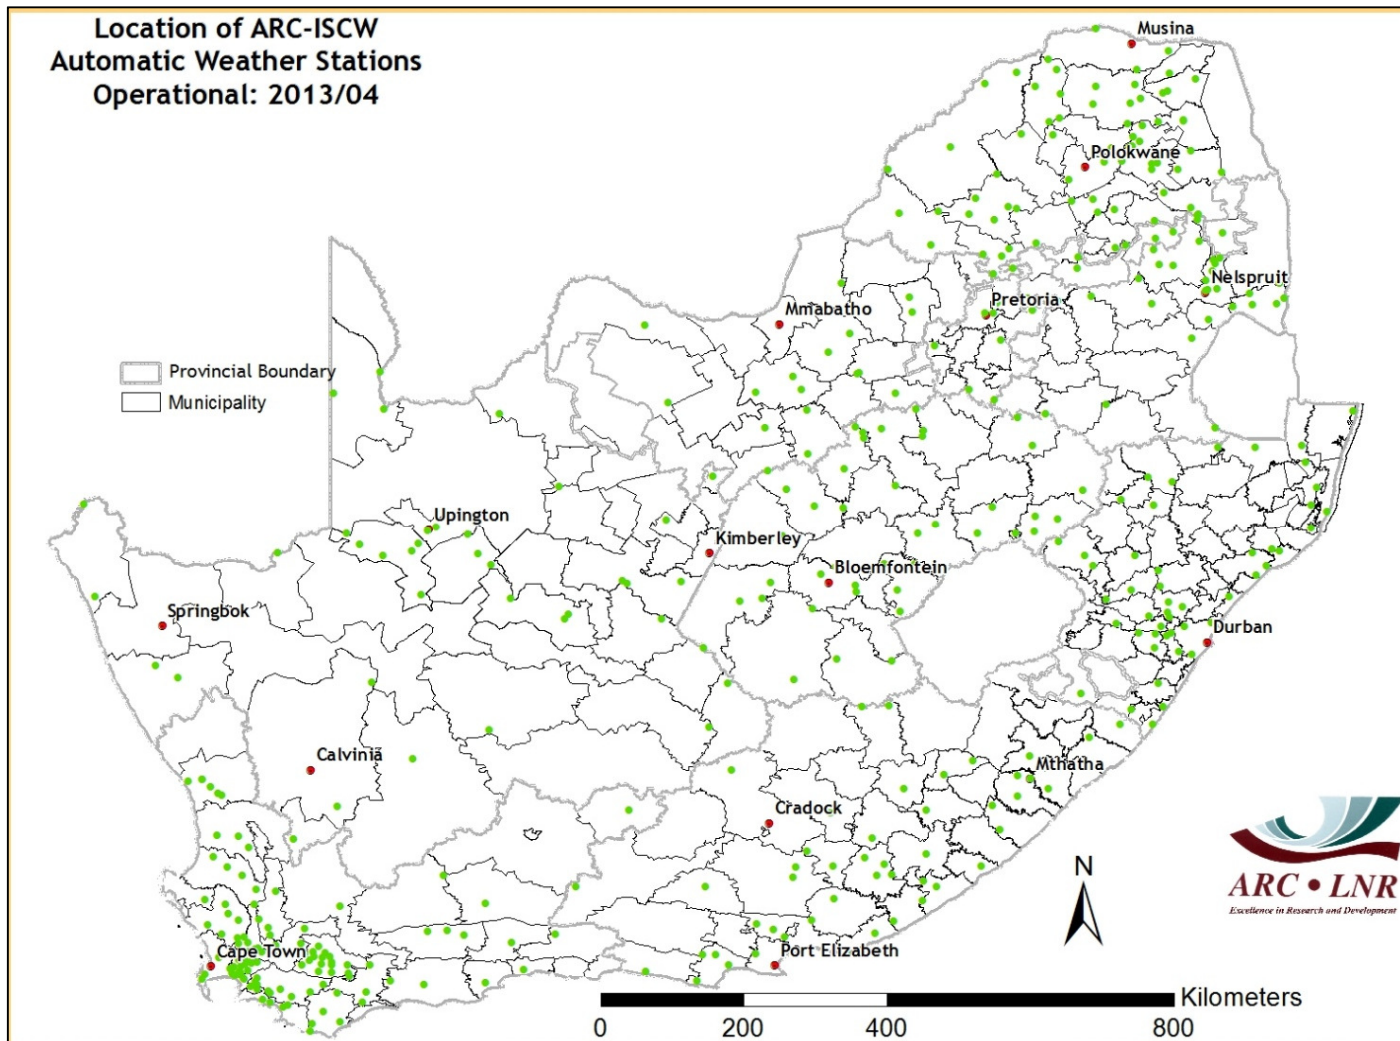 Location of ARC-ISCW
Automatic Weather Stations
Operational: 2013/04
Musina
Polokwane
Nelspruit
Pretoria
Mmabatho
Provincial Boundary
Municipality
Upington
Kimberley
Bloemfontein
Springbok
Durban
Calvinia
Mthatha
Cradock
N
ARC • LNR
Excellence in Research and Development
Cape Town
Port Elizabeth
Kilometers
0 200 400 800